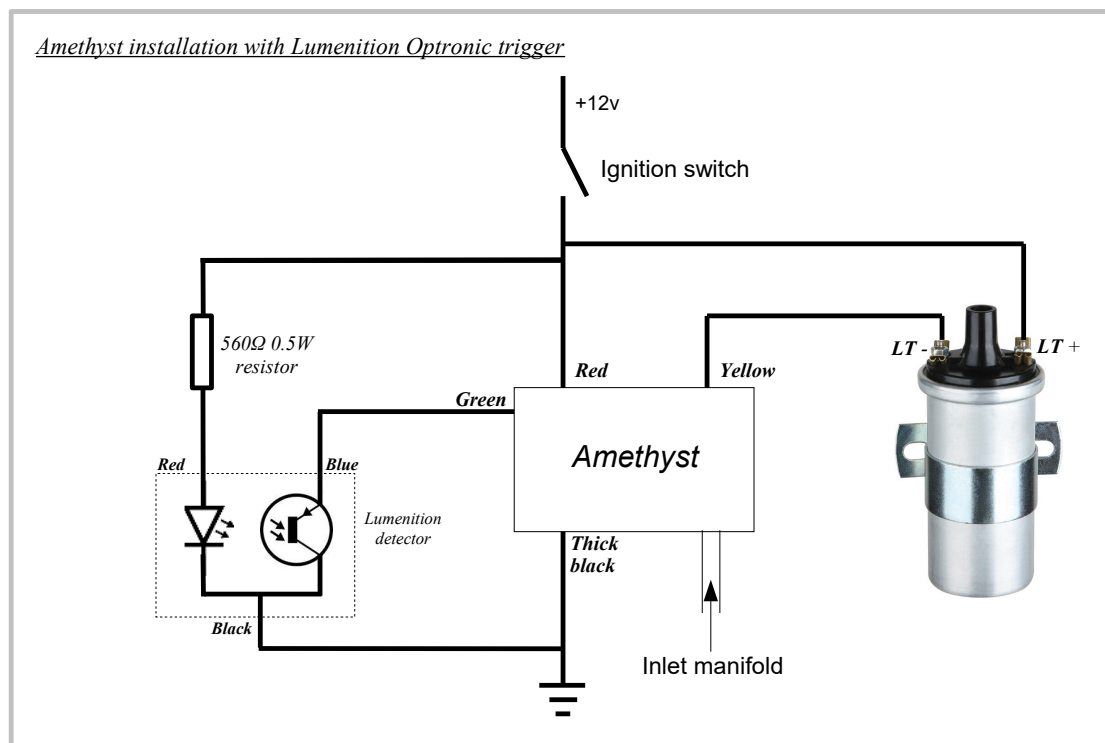 Amethyst installation with Lumenition Optronic trigger
+12v
Ignition switch
560Ω 0.5W
resistor
LT -
LT +
Red
Yellow
Green
Amethyst
Red
Blue
Lumenition
detector
Thick
black
Black
Inlet manifold